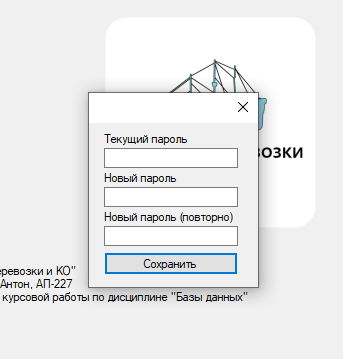 Текущий пароль
Новый пароль
ВОЗКИ
Новый пароль (повторно)
Сохранить
еревозки и КО"
Антон, АП-227
курсовой работы по дисциплине "Базы данных"